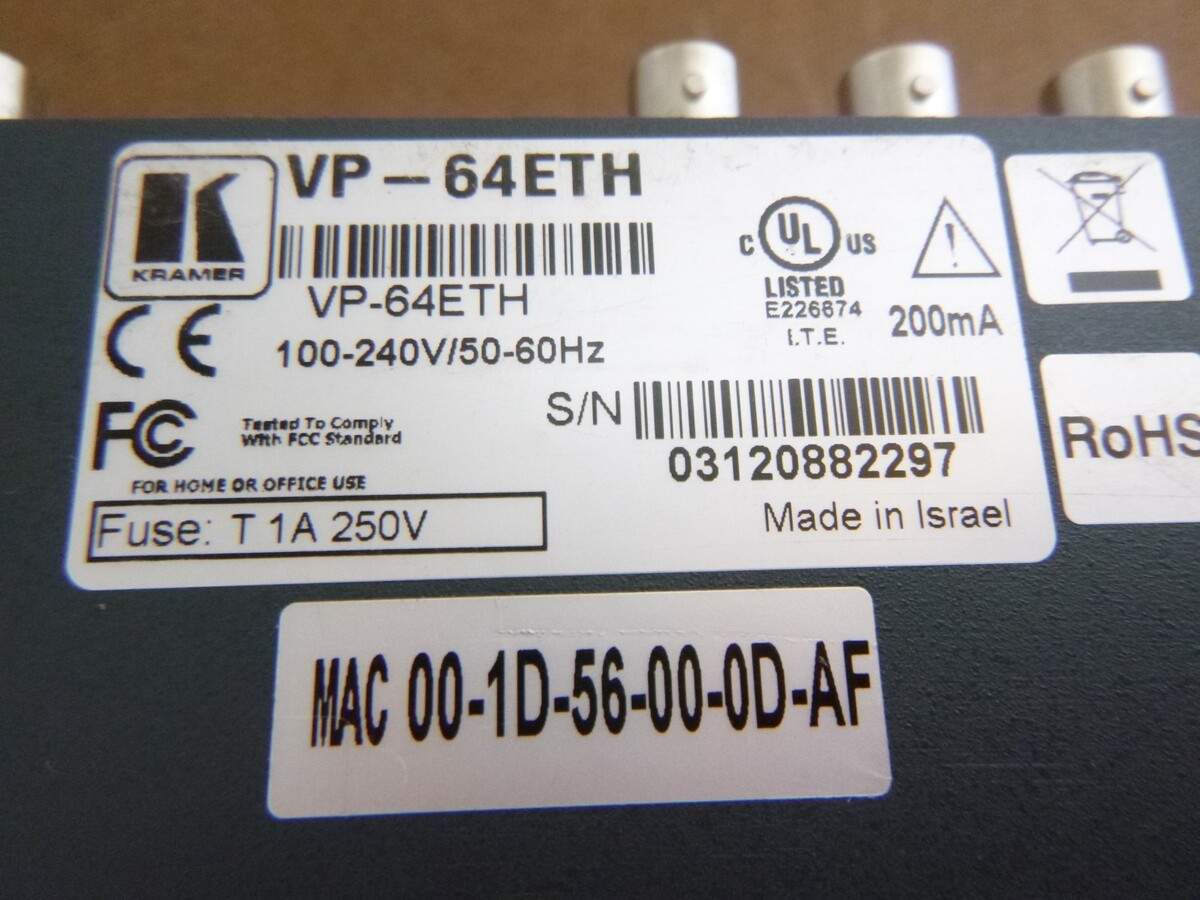 VP-64ETH
KRAMER
VP-64ETH
100-240V/50-60Hz
CE
FC
Tested To Comply
With FCC Standard
FOR HOME OR OFFICE USE
Fuse: T 1A 250V
C UL US
LISTED
E226874
I.T.E.
200mA
S/N
03120882297
Made in Israel
RoHS
MAC 00-1D-56-00-0D-AF